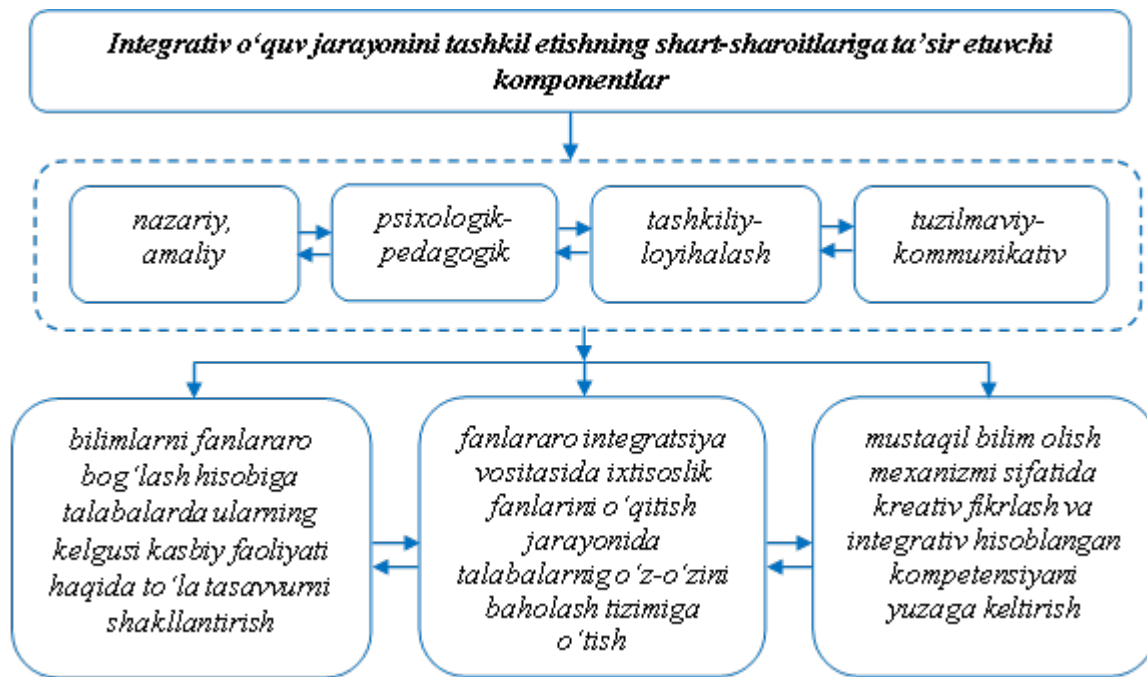 Integrativ o‘quv jarayonini tashkil etishning shart-sharoitlariga ta’sir etuvchi
komponentlar
nazariy,
amaliy
psixologik-
pedagogik
tashkiliy-
loyihalash
tuzilmaviy-
kommunikativ
bilimlarni fanlararo
bog‘lash hisobiga
talabalarda ularning
kelgusi kasbiy faoliyati
haqida to‘la tasavvurni
shakllantirish
fanlararo integratsiya
vositasida ixtisoslik
fanlarini o‘qitish
jarayonida
talabalarnig o‘z-o‘zini
baholash tizimiga
o‘tish
mustaqil bilim olish
mexanizmi sifatida
kreativ fikrlash va
integrativ hisoblangan
kompetensiyani
yuzaga keltirish